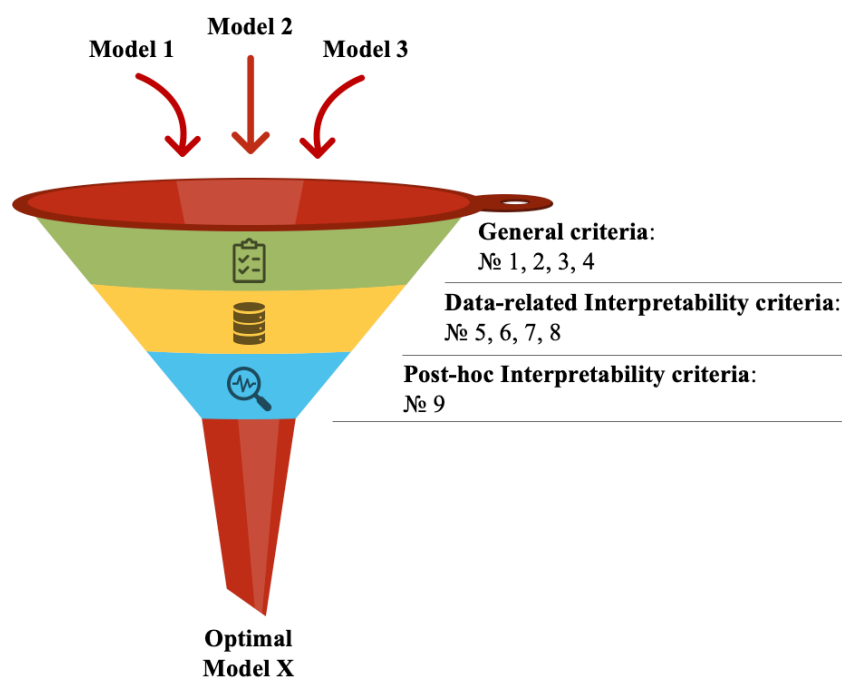 Model 1
Model 2
Model 3
General criteria:
№ 1, 2, 3, 4
Data-related Interpretability criteria:
№ 5, 6, 7, 8
Post-hoc Interpretability criteria:
№ 9
Optimal
Model X